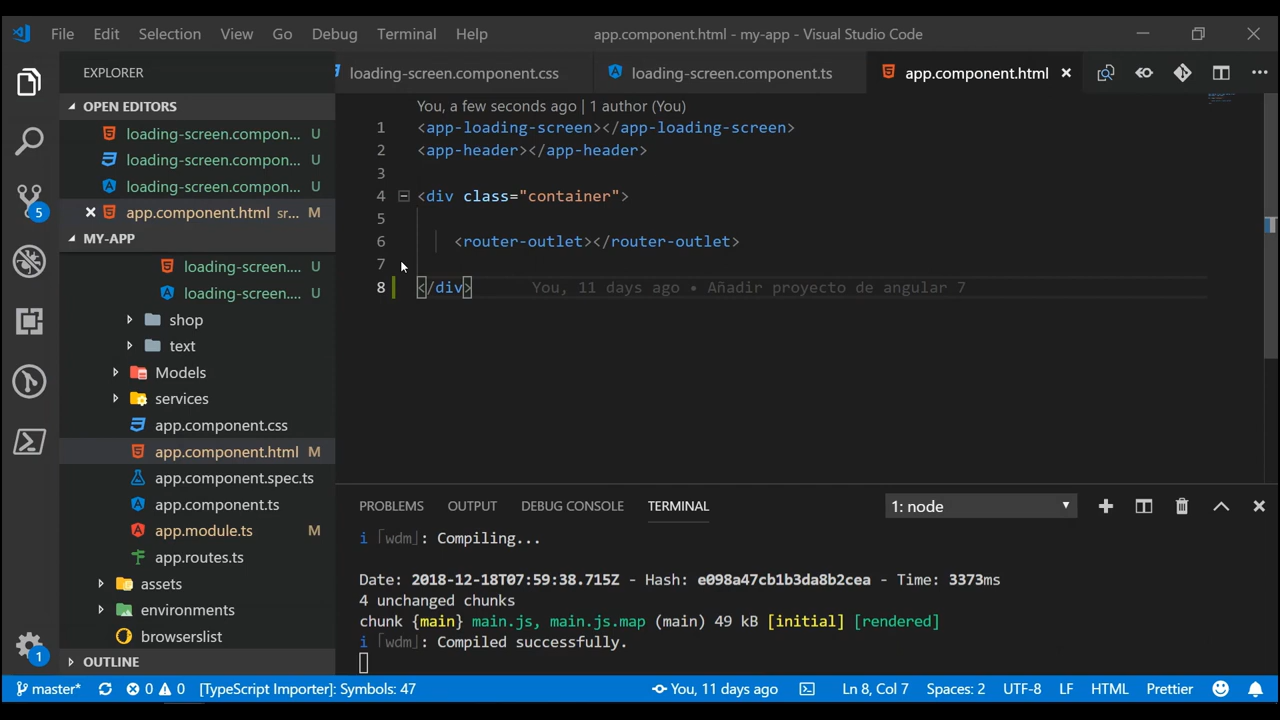 File Edit Selection View Go Debug Terminal Help app.component.html - my-app - Visual Studio Code
EXPLORER
loading-screen.component.css loading-screen.component.ts app.component.html
OPEN EDITORS
loading-screen.compon... U
loading-screen.compon... U
loading-screen.compon... U
app.component.html sr... M
MY-APP
loading-screen.... U
loading-screen.... U
shop
text
Models
services
app.component.css
app.component.html M
app.component.spec.ts
app.component.ts
app.module.ts M
app.routes.ts
assets
environments
browserslist
OUTLINE
5
1
You, a few seconds ago | 1 author (You)
1 <app-loading-screen></app-loading-screen>
2 <app-header></app-header>
3
4 <div class="container">
5
6 <router-outlet></router-outlet>
7
8 </div> You, 11 days ago • Añadir proyecto de angular 7
PROBLEMS OUTPUT DEBUG CONSOLE TERMINAL 1: node
i ｢wdm｣: Compiling...
Date: 2018-12-18T07:59:38.715Z - Hash: e098a47cb1b3da8b2cea - Time: 3373ms
4 unchanged chunks
chunk {main} main.js, main.js.map (main) 49 kB [initial] [rendered]
i ｢wdm｣: Compiled successfully.
master* 0 0 [TypeScript Importer]: Symbols: 47 You, 11 days ago Ln 8, Col 7 Spaces: 2 UTF-8 LF HTML Prettier